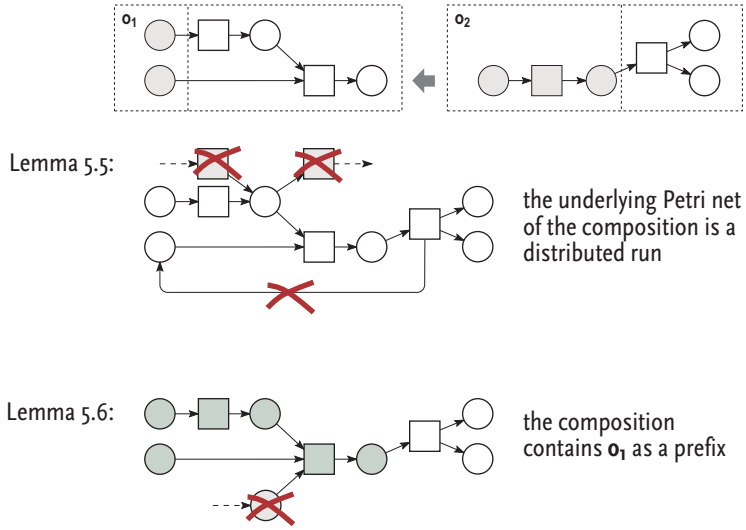 o1
o2
Lemma 5.5:
the underlying Petri net
of the composition is a
distributed run
Lemma 5.6:
the composition
contains o1 as a prefix